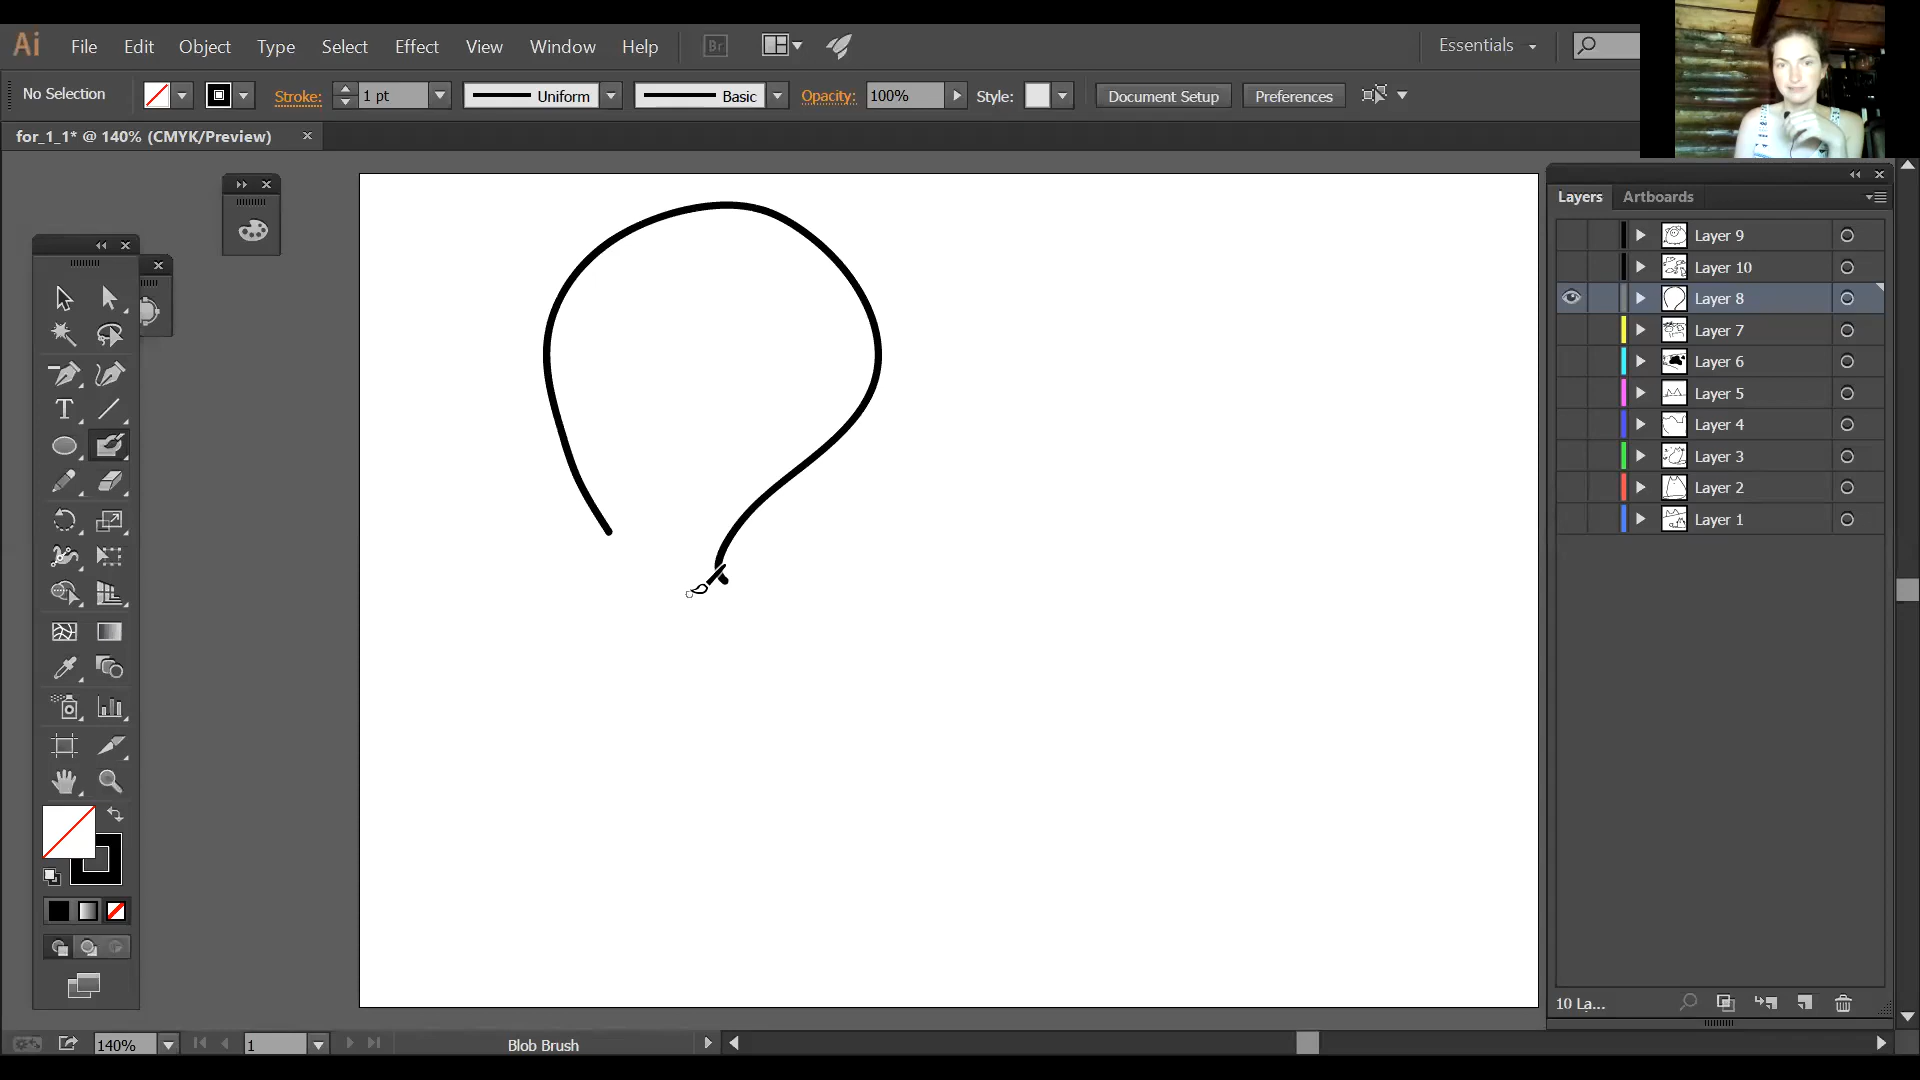 Ai File Edit Object Type Select Effect View Window Help Br Essentials
No Selection Stroke: 1 pt Uniform Basic Opacity: 100% Style: Document Setup Preferences
for_1_1* @ 140% (CMYK/Preview)
Layers Artboards
Layer 9
Layer 10
Layer 8
Layer 7
Layer 6
Layer 5
Layer 4
Layer 3
Layer 2
Layer 1
T
10 La...
140% 1 Blob Brush